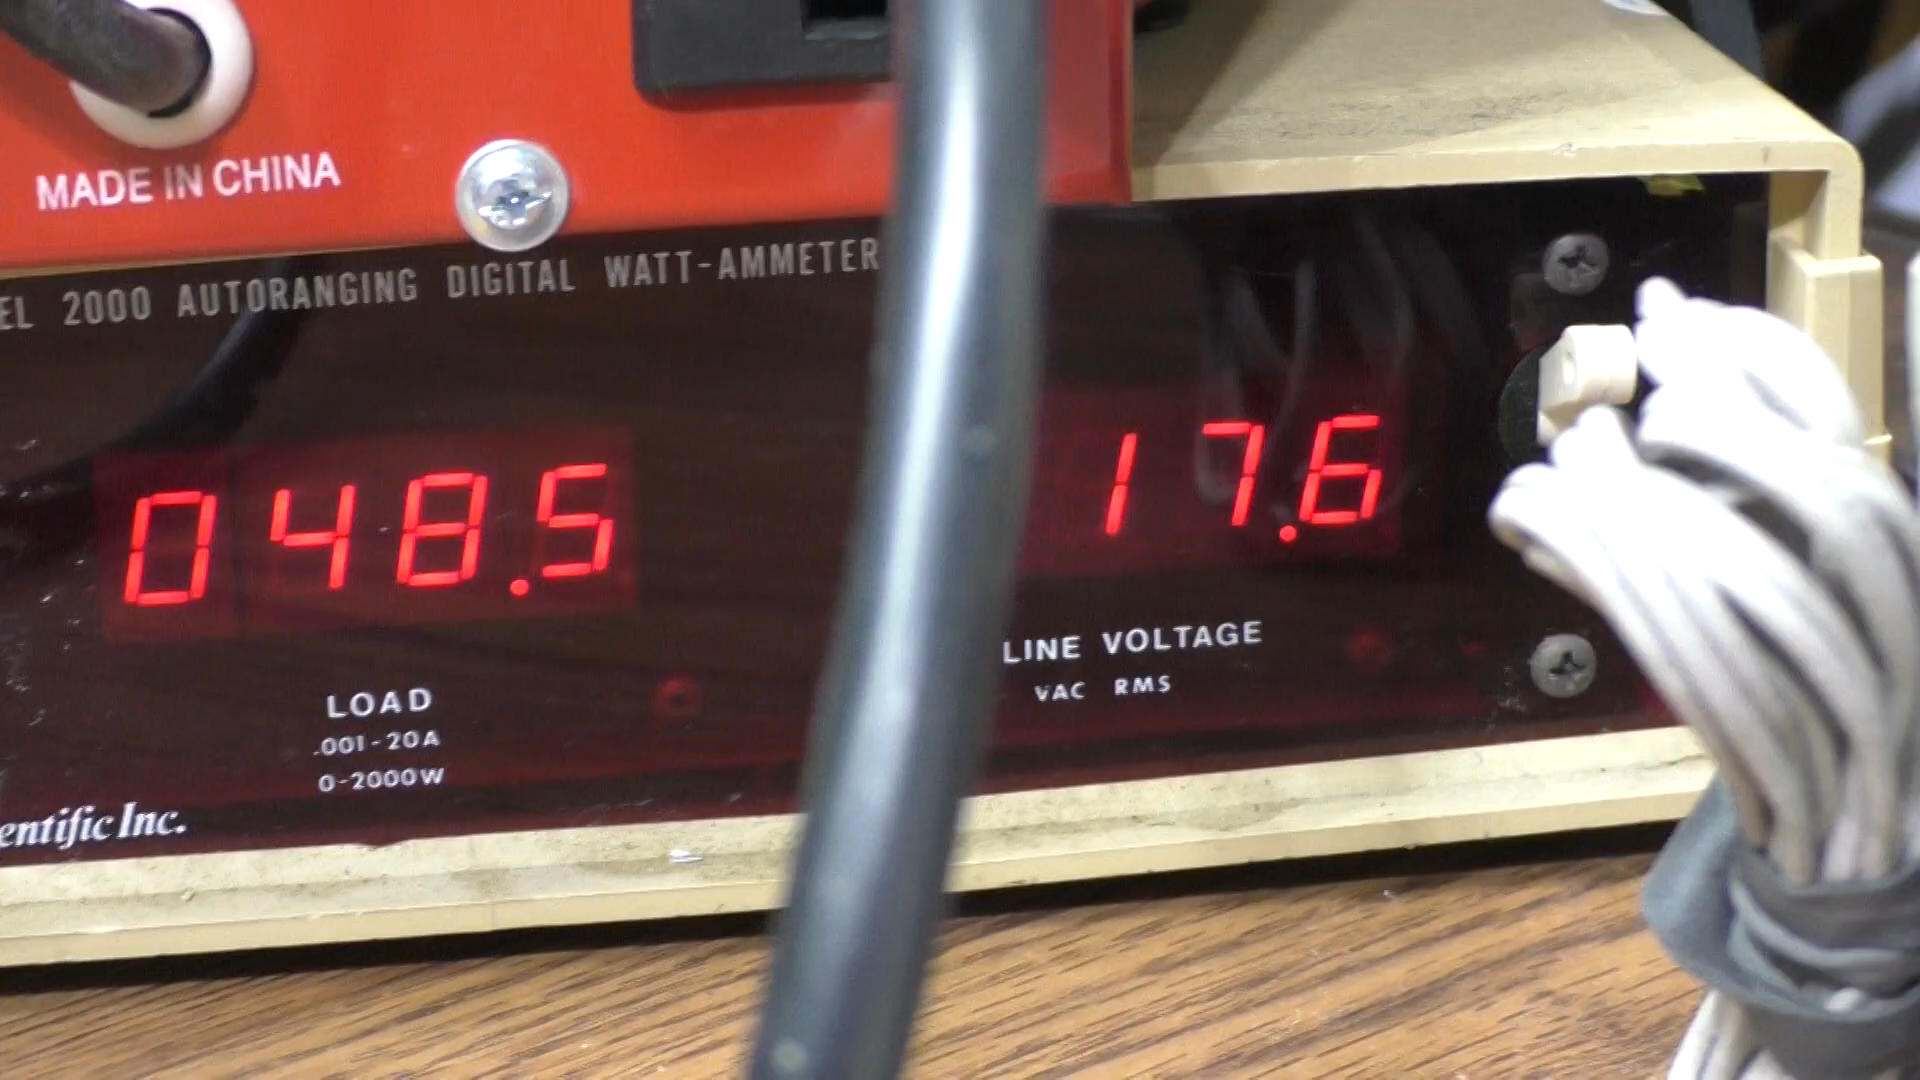 MADE IN CHINA
EL 2000 AUTORANGING DIGITAL WATT-AMMETER
048.5
17.6
LINE VOLTAGE
VAC RMS
LOAD
.001-20A
0-2000W
entific Inc.